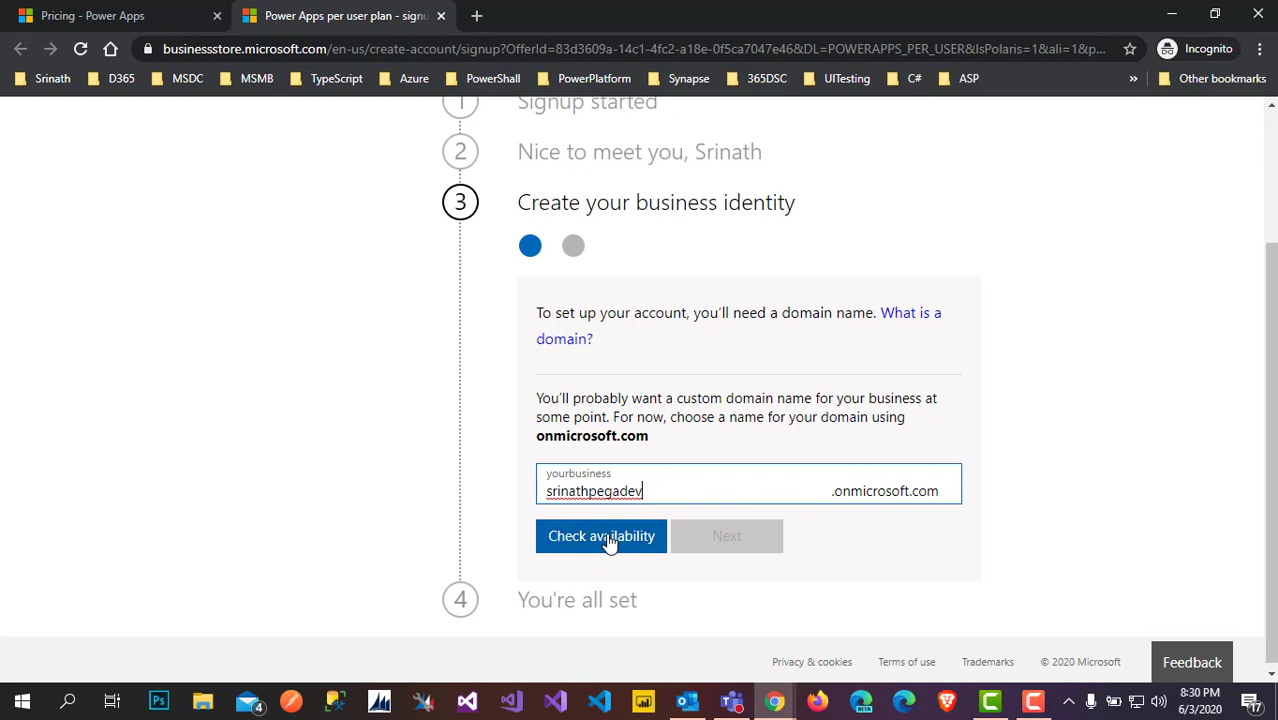 Pricing - Power Apps
Power Apps per user plan - signu
businessstore.microsoft.com/en-us/create-account/signup?OfferId=83d3609a-14c1-4fc2-a18e-0f5ca7047e46&DL=POWERAPPS_PER_USER&IsPolaris=1&ali=1&p...
Incognito
Srinath
D365
MSDC
MSMB
TypeScript
Azure
PowerShall
PowerPlatform
Synapse
365DSC
UITesting
C#
ASP
»
Other bookmarks
1 Signup started
2 Nice to meet you, Srinath
3 Create your business identity
To set up your account, you'll need a domain name. What is a
domain?
You'll probably want a custom domain name for your business at
some point. For now, choose a name for your domain using
onmicrosoft.com
yourbusiness
srinathpegadev .onmicrosoft.com
Check availability
Next
4 You're all set
Privacy & cookies
Terms of use
Trademarks
© 2020 Microsoft
Feedback
Ps
4
BETA
8:30 PM
6/3/2020
17